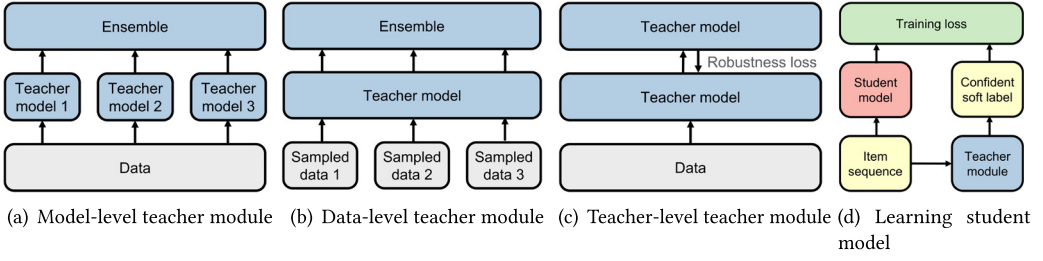 Ensemble
Teacher
model 1
Teacher
model 2
Teacher
model 3
Data
(a) Model-level teacher module
Ensemble
Teacher model
Sampled
data 1
Sampled
data 2
Sampled
data 3
(b) Data-level teacher module
Teacher model
Robustness loss
Teacher model
Data
(c) Teacher-level teacher module
Training loss
Student
model
Confident
soft label
Item
sequence
Teacher
module
(d) Learning student
model